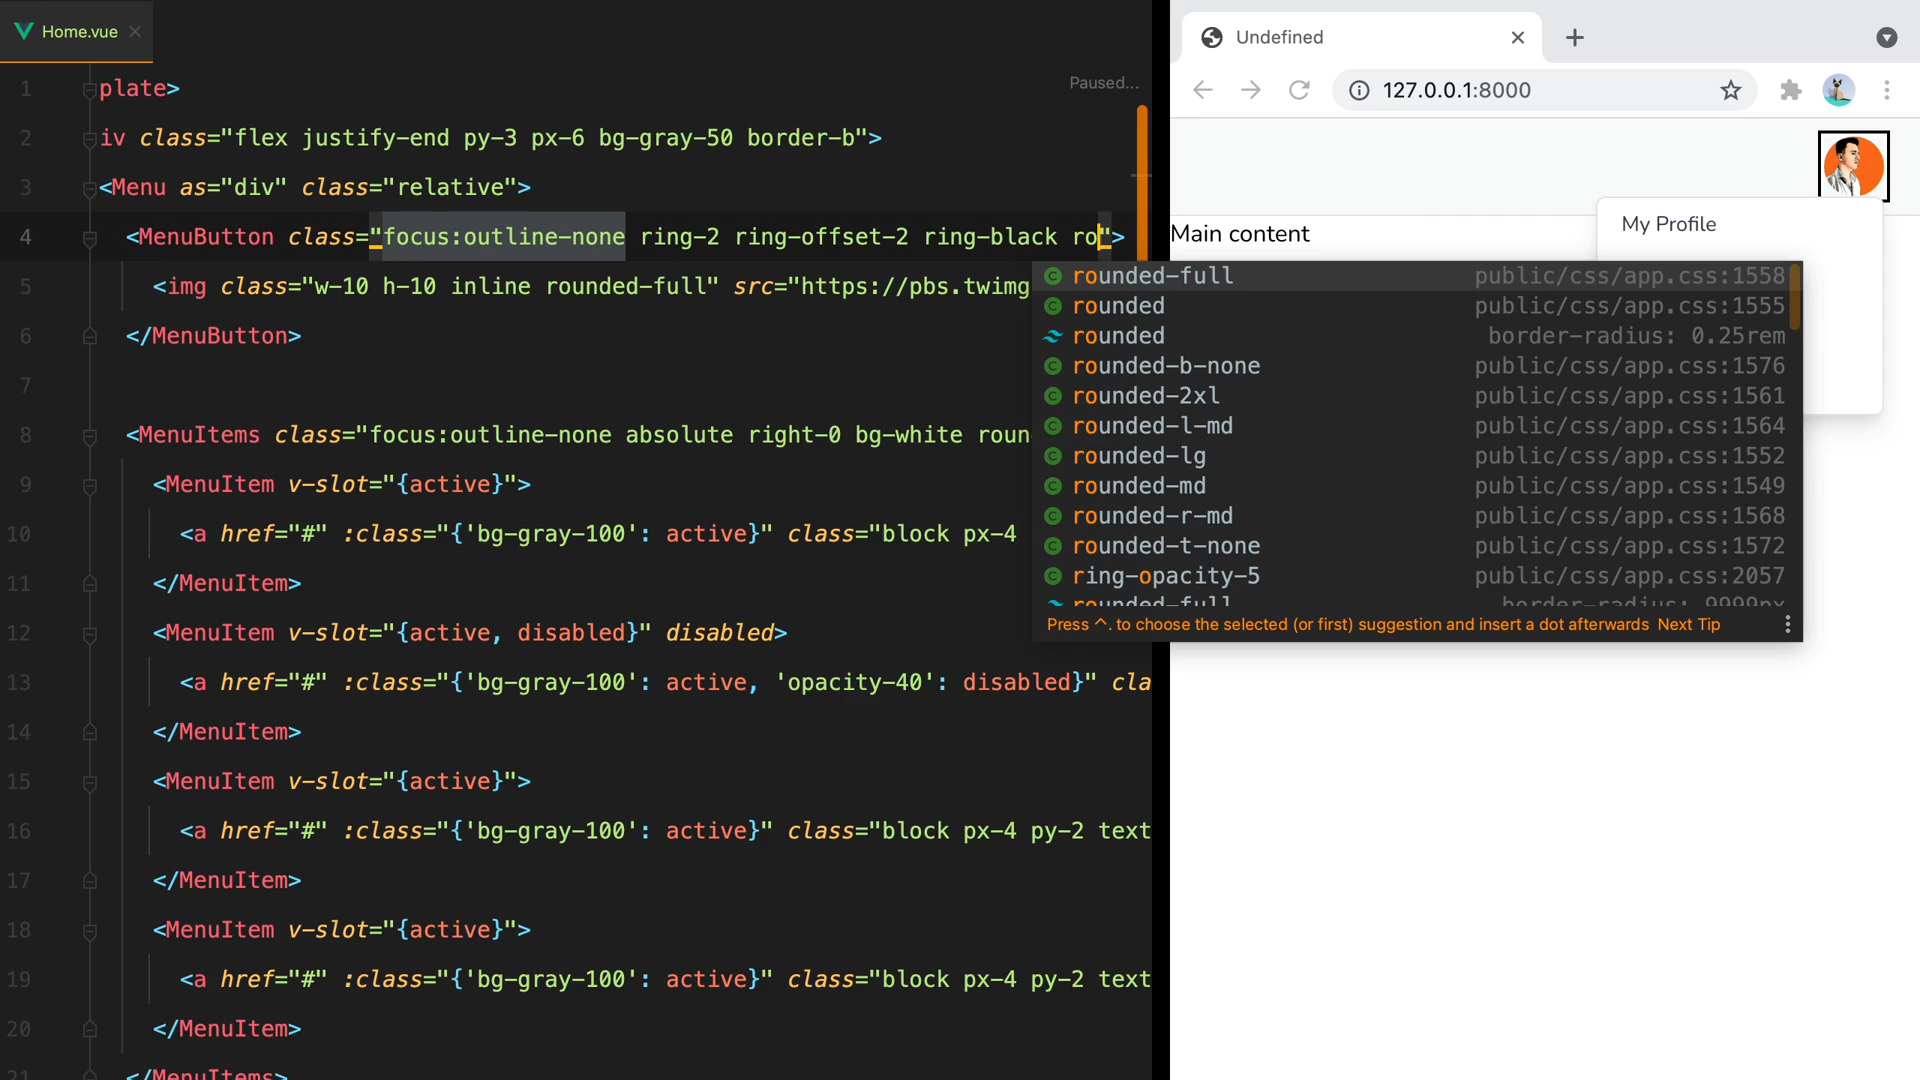 Home.vue
Paused...
1 plate>
2 iv class="flex justify-end py-3 px-6 bg-gray-50 border-b">
3 <Menu as="div" class="relative">
4 <MenuButton class="focus:outline-none ring-2 ring-offset-2 ring-black ro">
5 <img class="w-10 h-10 inline rounded-full" src="https://pbs.twimg
6 </MenuButton>
7
8 <MenuItems class="focus:outline-none absolute right-0 bg-white roun
9 <MenuItem v-slot="{active}">
10 <a href="#" :class="{'bg-gray-100': active}" class="block px-4
11 </MenuItem>
12 <MenuItem v-slot="{active, disabled}" disabled>
13 <a href="#" :class="{'bg-gray-100': active, 'opacity-40': disabled}" cla
14 </MenuItem>
15 <MenuItem v-slot="{active}">
16 <a href="#" :class="{'bg-gray-100': active}" class="block px-4 py-2 text
17 </MenuItem>
18 <MenuItem v-slot="{active}">
19 <a href="#" :class="{'bg-gray-100': active}" class="block px-4 py-2 text
20 </MenuItem>
21 </MenuItems>
rounded-full public/css/app.css:1558
rounded public/css/app.css:1555
rounded border-radius: 0.25rem
rounded-b-none public/css/app.css:1576
rounded-2xl public/css/app.css:1561
rounded-l-md public/css/app.css:1564
rounded-lg public/css/app.css:1552
rounded-md public/css/app.css:1549
rounded-r-md public/css/app.css:1568
rounded-t-none public/css/app.css:1572
ring-opacity-5 public/css/app.css:2057
rounded-full border-radius: 9999px
Press ^. to choose the selected (or first) suggestion and insert a dot afterwards Next Tip
Undefined
127.0.0.1:8000
My Profile
Main content